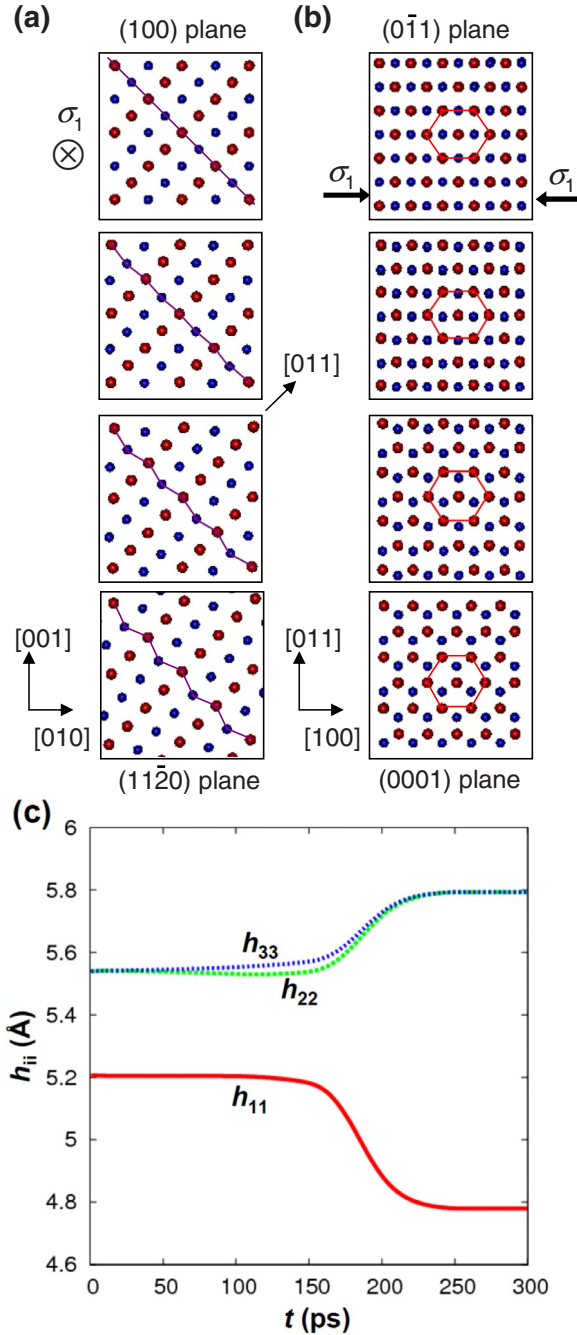 (a)
(100) plane
σ₁
[011]
[001]
[010]
(112̄0) plane
(b)
(01̄1) plane
σ₁
σ₁
[011]
[100]
(0001) plane
(c)
6
5.8
5.6
5.4
5.2
5
4.8
4.6
hᵢᵢ (Å)
h₃₃
h₂₂
h₁₁
0
50
100
150
200
250
300
t (ps)